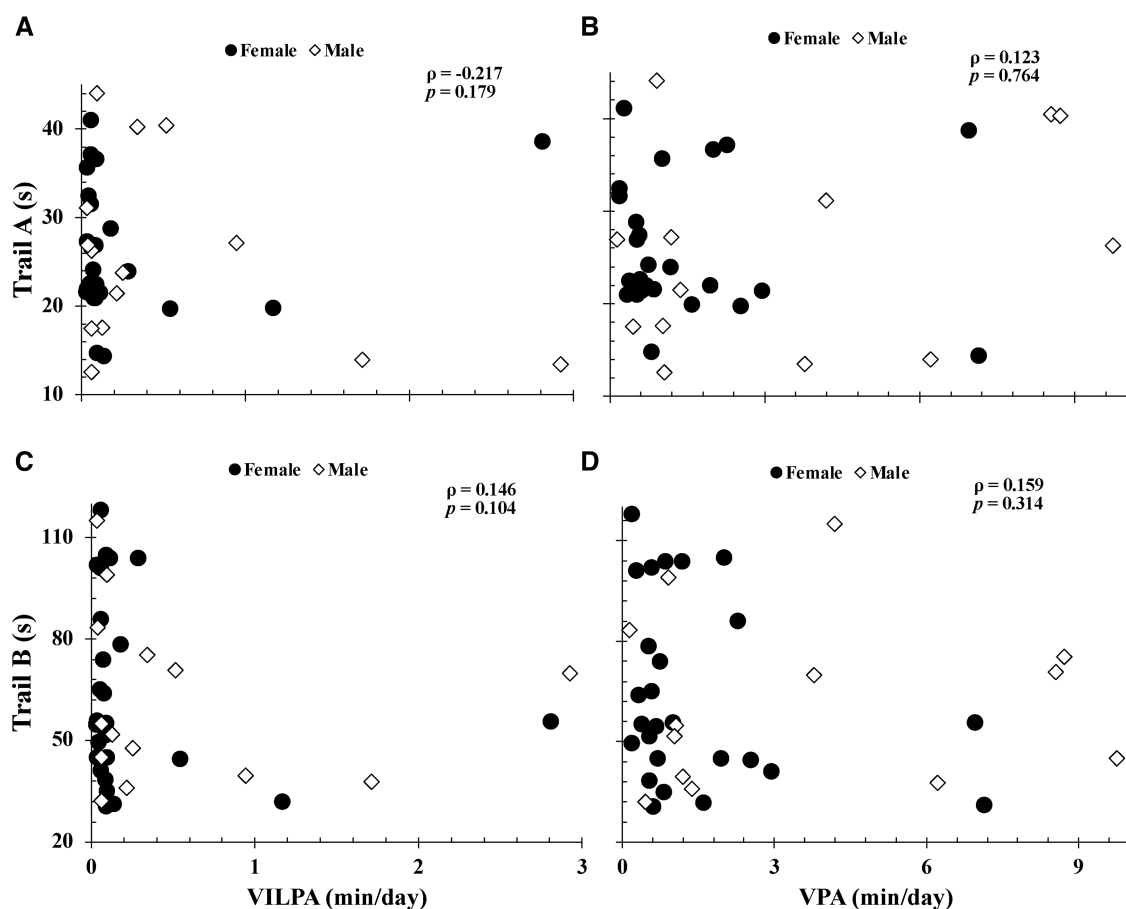 A
Female Male
ρ = -0.217
p = 0.179
Trail A (s)
40
30
20
10
B
Female Male
ρ = 0.123
p = 0.764
C
Female Male
ρ = 0.146
p = 0.104
Trail B (s)
110
80
50
20
0 1 2 3
VILPA (min/day)
D
Female Male
ρ = 0.159
p = 0.314
0 3 6 9
VPA (min/day)